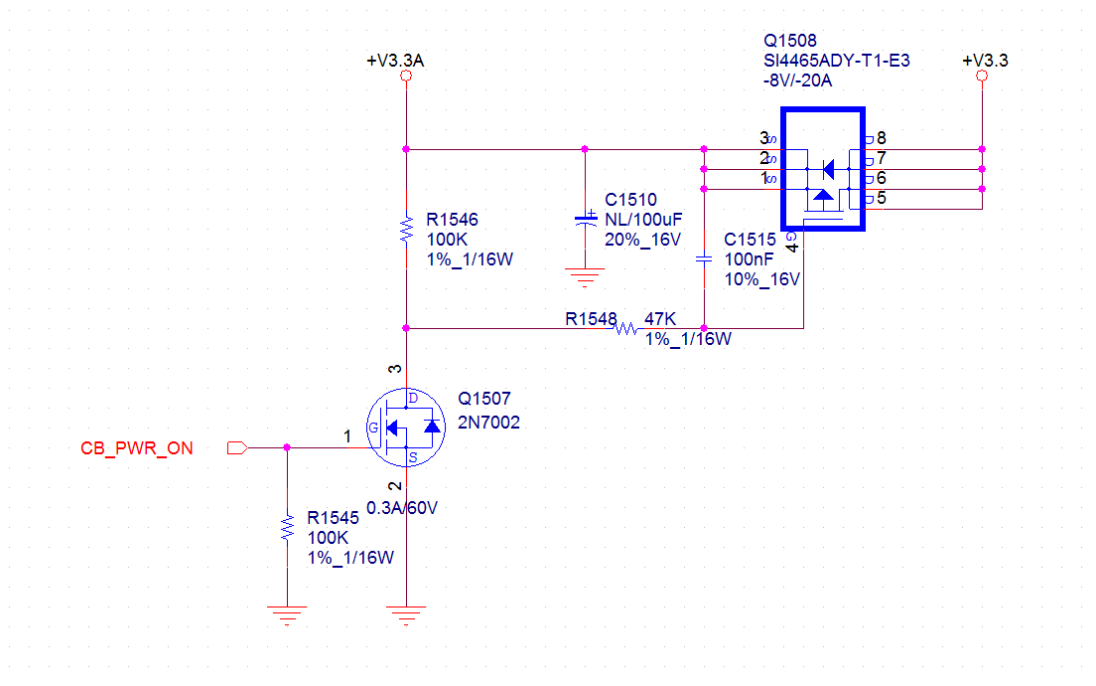 Q1508
SI4465ADY-T1-E3
-8V/-20A
+V3.3A
+V3.3
3
S
D
8
2
S
D
7
1
S
D
6
D
5
G
4
C1510
NL/100uF
20%_16V
R1546
100K
1%_1/16W
C1515
100nF
10%_16V
R1548
47K
1%_1/16W
3
D
Q1507
2N7002
G
S
1
CB_PWR_ON
2
0.3A/60V
R1545
100K
1%_1/16W